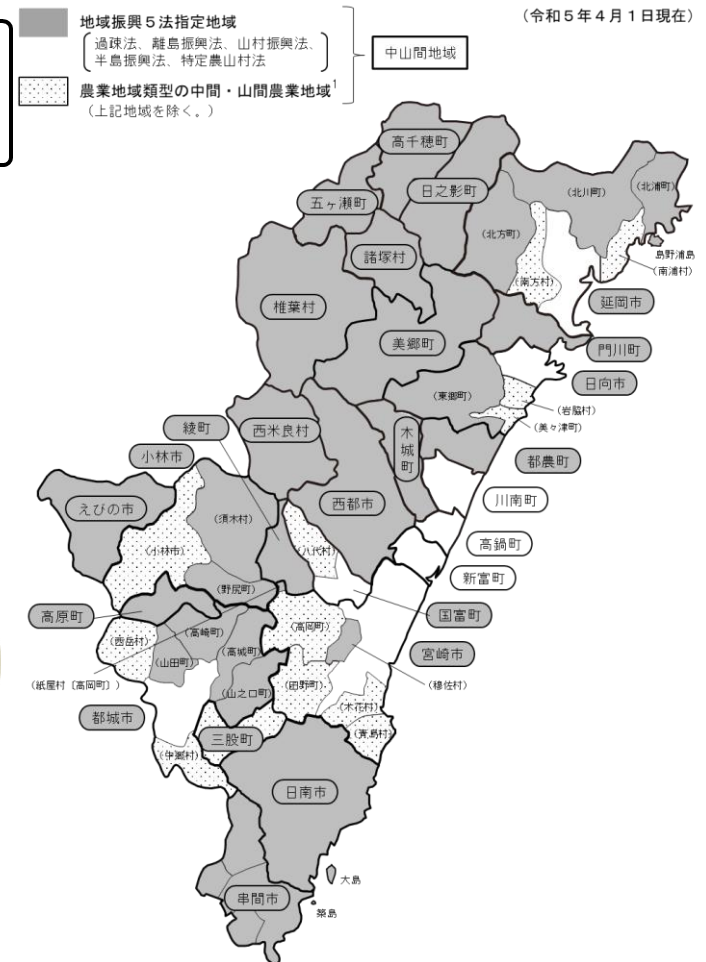 （令和５年４月１日現在）
地域振興５法指定地域
過疎法、離島振興法、山村振興法、
半島振興法、特定農山村法
中山間地域
農業地域類型の中間・山間農業地域1
（上記地域を除く。）
高千穂町
日之影町
五ヶ瀬町
諸塚村
椎葉村
美郷町
（北川町）
（北浦町）
（北方町）
島野浦島
（南方村）
（南浦村）
延岡市
門川町
日向市
（東郷町）
（岩脇村）
（美々津町）
綾町
西米良村
木城町
都農町
小林市
西都市
川南町
えびの市
（須木村）
高鍋町
（小林市）
（八代村）
新富町
（野尻町）
国富町
高原町
（高岡町）
宮崎市
（西岳村）
（高崎町）
（山田町）
（高城町）
（穆佐村）
（紙屋村〔高岡町〕）
（山之口町）
（田野町）
（木花村）
都城市
（青島村）
三股町
（中郷村）
日南市
大島
串間市
築島